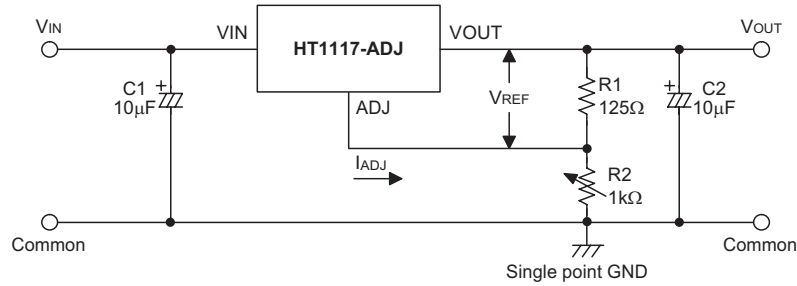 VIN
VIN
HT1117-ADJ
VOUT
VOUT
C1
10μF
+
ADJ
VREF
R1
125Ω
+
C2
10μF
IADJ
R2
1kΩ
Common
Common
Single point GND